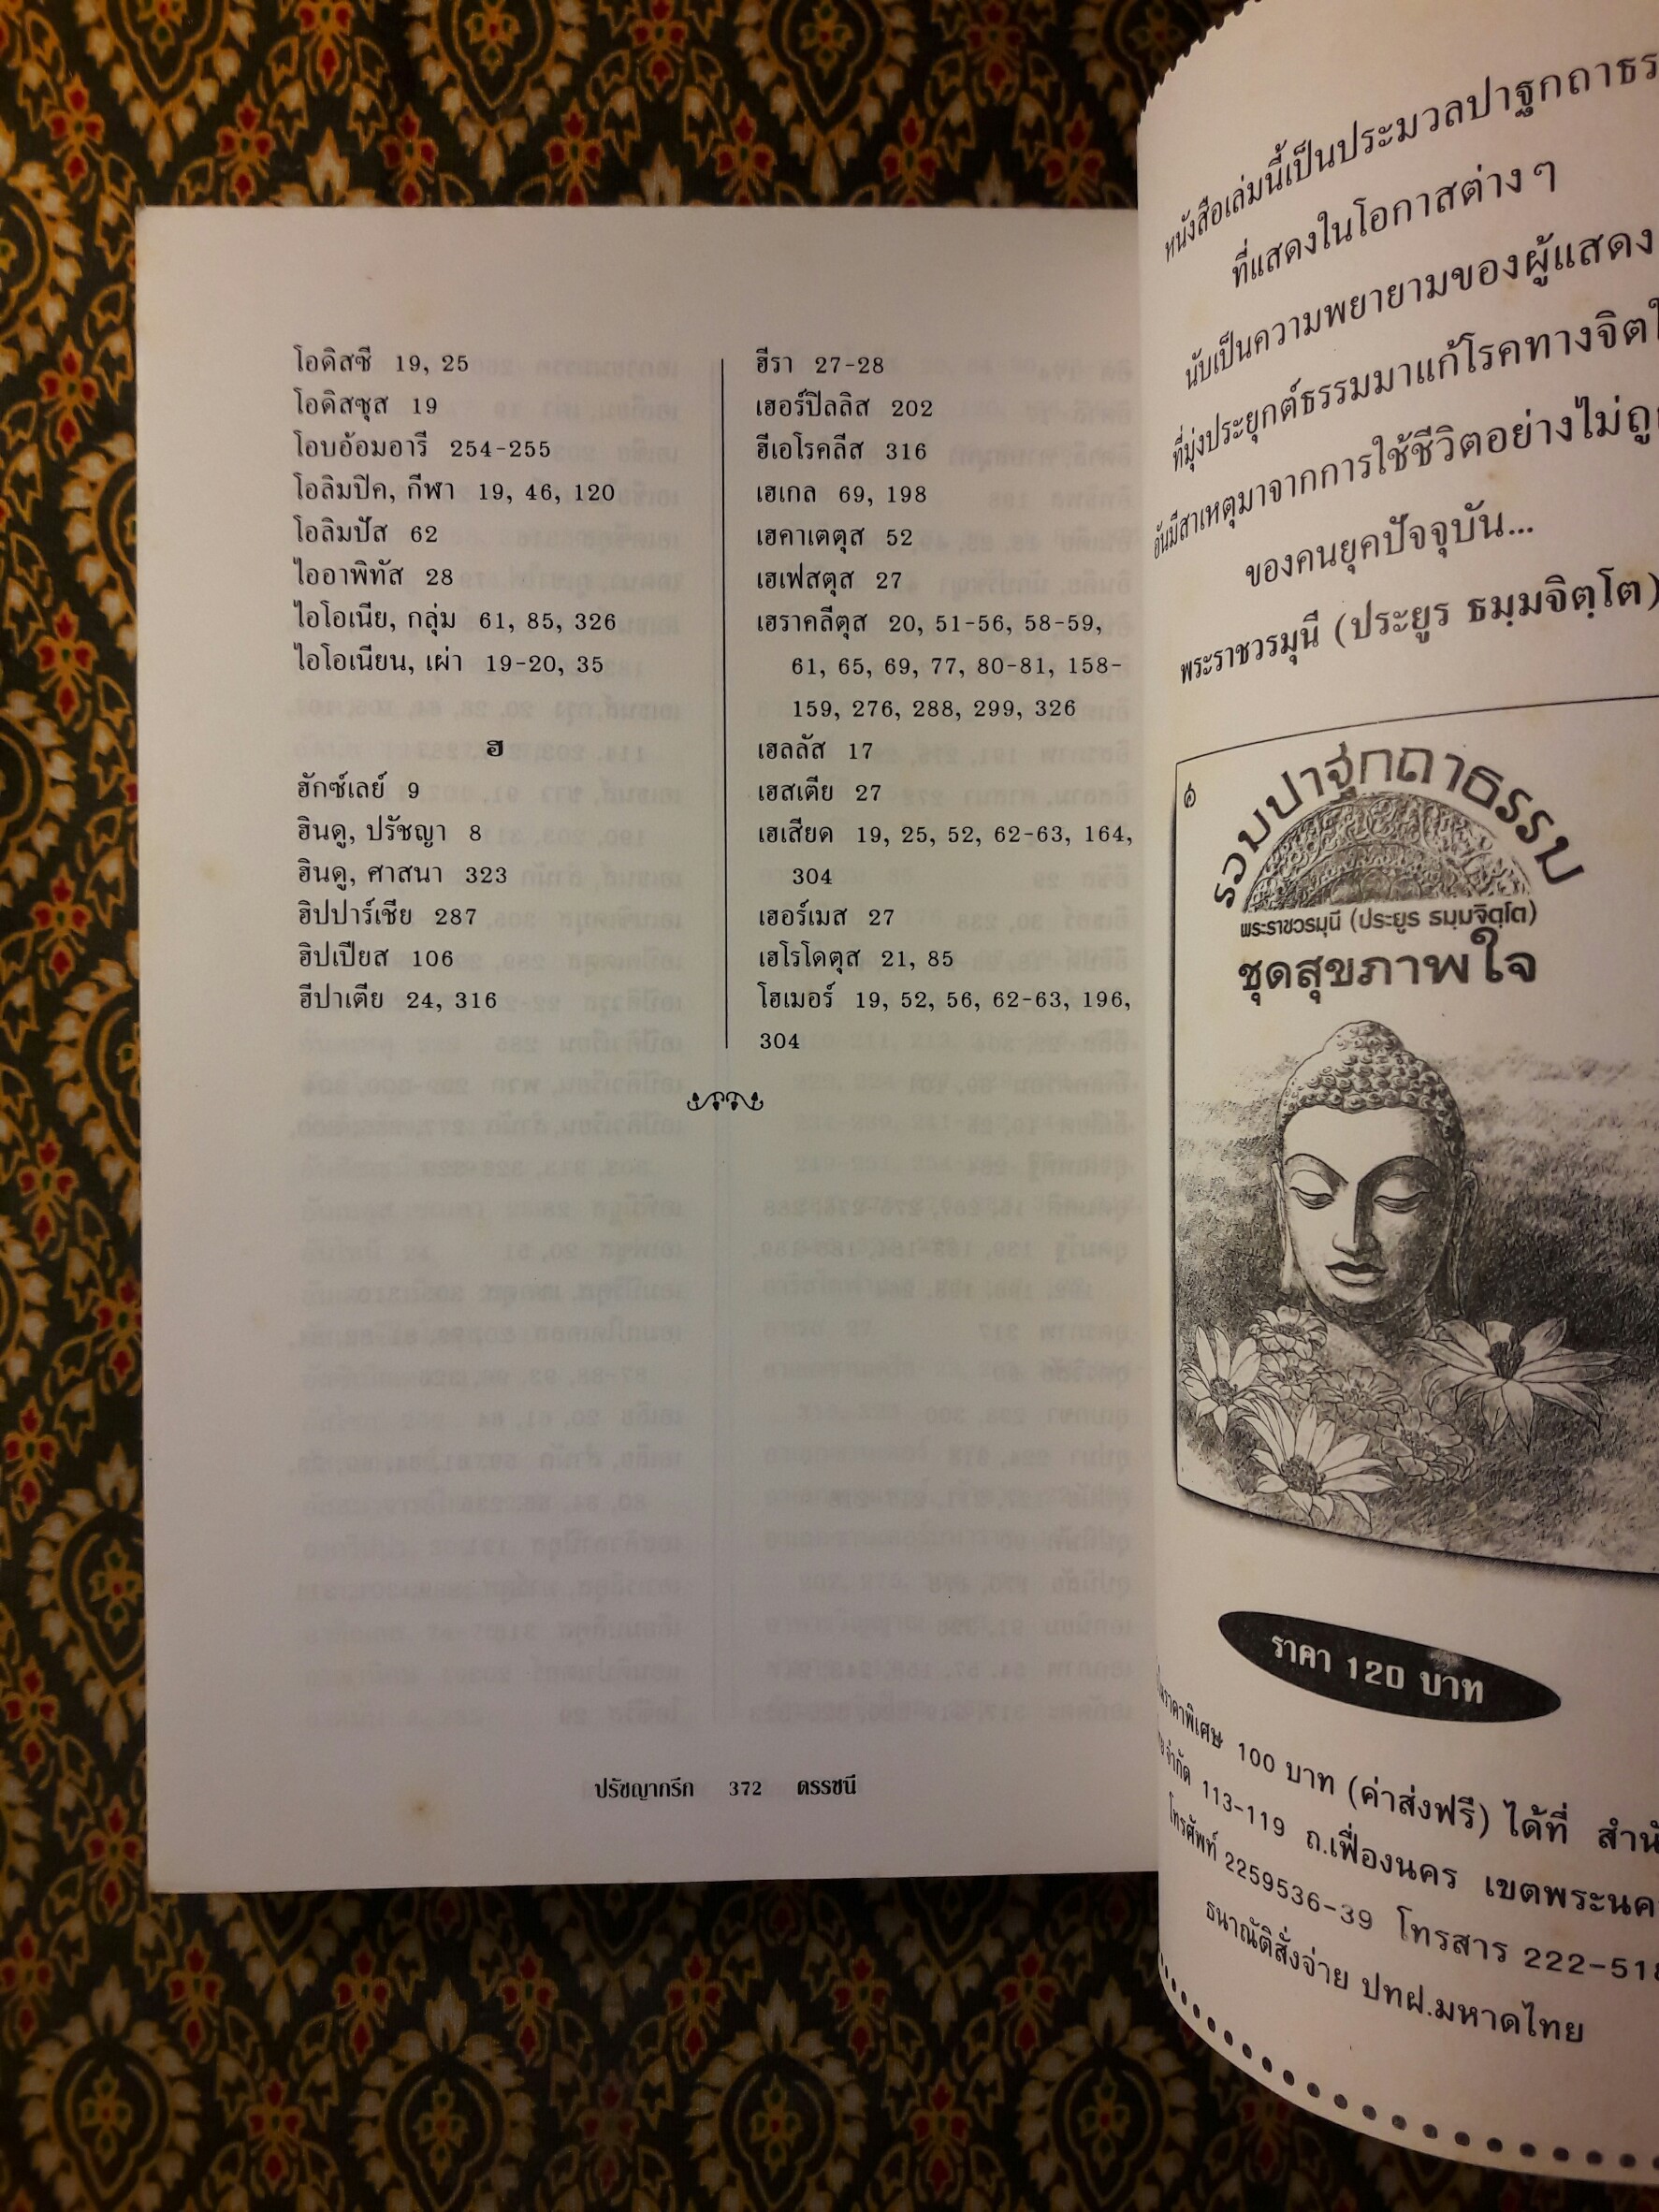 โอดิสซี 19, 25
โอดิสซุส 19
โอบอ้อมอารี 254-255
โอลิมปิค, กีฬา 19, 46, 120
โอลิมปัส 62
ไออาพิทัส 28
ไอโอเนีย, กลุ่ม 61, 85, 326
ไอโอเนียน, เผ่า 19-20, 35
ฮ
ฮักซ์เลย์ 9
ฮินดู, ปรัชญา 8
ฮินดู, ศาสนา 323
ฮิปปาร์เชีย 287
ฮิปเปียส 106
ฮีปาเตีย 24, 316
ฮีรา 27-28
เฮอร์ปิลลิส 202
ฮีเอโรคลีส 316
เฮเกล 69, 198
เฮคาเตตุส 52
เฮเฟสตุส 27
เฮราคลีตุส 20, 51-56, 58-59,
61, 65, 69, 77, 80-81, 158-
159, 276, 288, 299, 326
เฮลลัส 17
เฮสเตีย 27
เฮเสียด 19, 25, 52, 62-63, 164,
304
เฮอร์เมส 27
เฮโรโดตุส 21, 85
โฮเมอร์ 19, 52, 56, 62-63, 196,
304
ปรัชญากรีก 372 ดรรชนี
หนังสือเล่มนี้เป็นประมวลปาฐกถาธร
ที่แสดงในโอกาสต่าง ๆ
นับเป็นความพยายามของผู้แสดง
ที่มุ่งประยุกต์ธรรมมาแก้โรคทางจิตใ
อันมีสาเหตุมาจากการใช้ชีวิตอย่างไม่ถู
ของคนยุคปัจจุบัน...
พระราชวรมุนี (ประยูร ธมฺมจิตฺโต)
รวมปาฐกถาธรรม
พระราชวรมุนี (ประยูร ธมฺมจิตฺโต)
ชุดสุขภาพใจ
ราคา 120 บาท
ราคาพิเศษ 100 บาท (ค่าส่งฟรี) ได้ที่ สำนั
จำกัด 113-119 ถ.เฟื่องนคร เขตพระนค
โทรศัพท์ 2259536-39 โทรสาร 222-518
ธนาณัติสั่งจ่าย ปทฝ.มหาดไทย